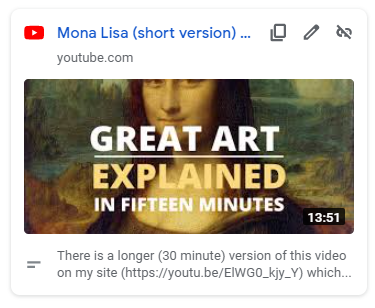 Mona Lisa (short version) ...
youtube.com
GREAT ART
EXPLAINED
IN FIFTEEN MINUTES
13:51
There is a longer (30 minute) version of this video
on my site (https://youtu.be/ElWG0_kjy_Y) which...